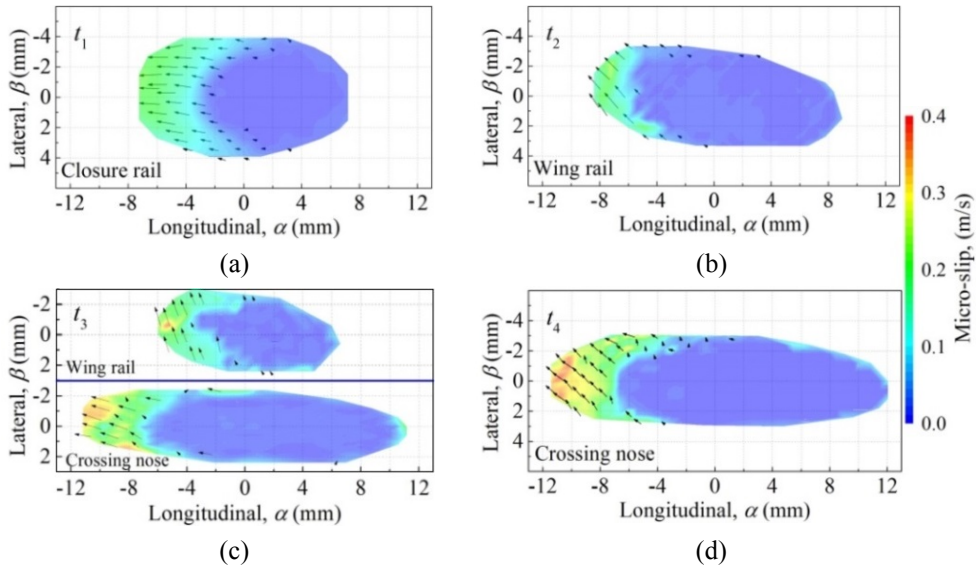 -4
-2
0
2
4
Lateral, β (mm)
t1
Closure rail
-12 -8 -4 0 4 8 12
Longitudinal, α (mm)
(a)
-4
-2
0
2
4
Lateral, β (mm)
t2
Wing rail
-12 -8 -4 0 4 8 12
Longitudinal, α (mm)
(b)
-2
0
2
-2
0
2
Lateral, β (mm)
t3
Wing rail
Crossing nose
-12 -8 -4 0 4 8 12
Longitudinal, α (mm)
(c)
-4
-2
0
2
4
Lateral, β (mm)
t4
Crossing nose
-12 -8 -4 0 4 8 12
Longitudinal, α (mm)
(d)
0.4
0.3
0.2
0.1
0.0
Micro-slip, (m/s)